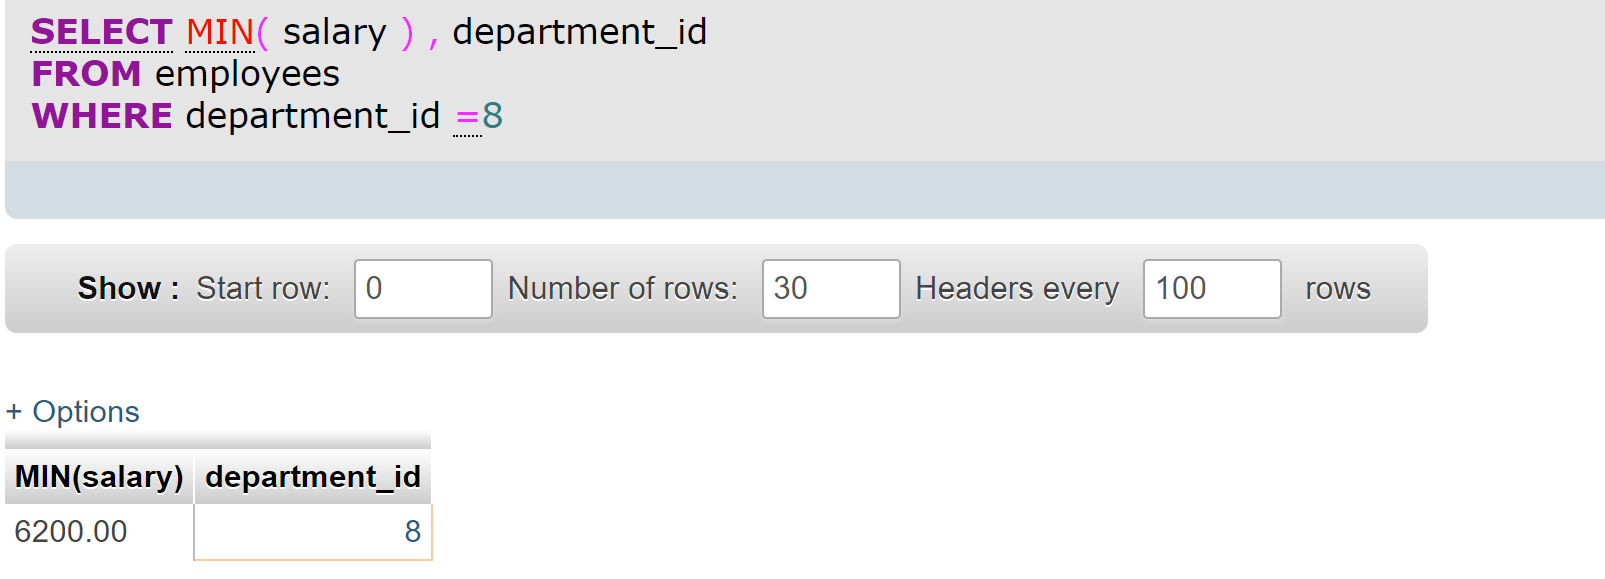 SELECT MIN( salary ) , department_id
FROM employees
WHERE department_id =8
Show : Start row: 0 Number of rows: 30 Headers every 100 rows
+ Options
MIN(salary) department_id
6200.00 8